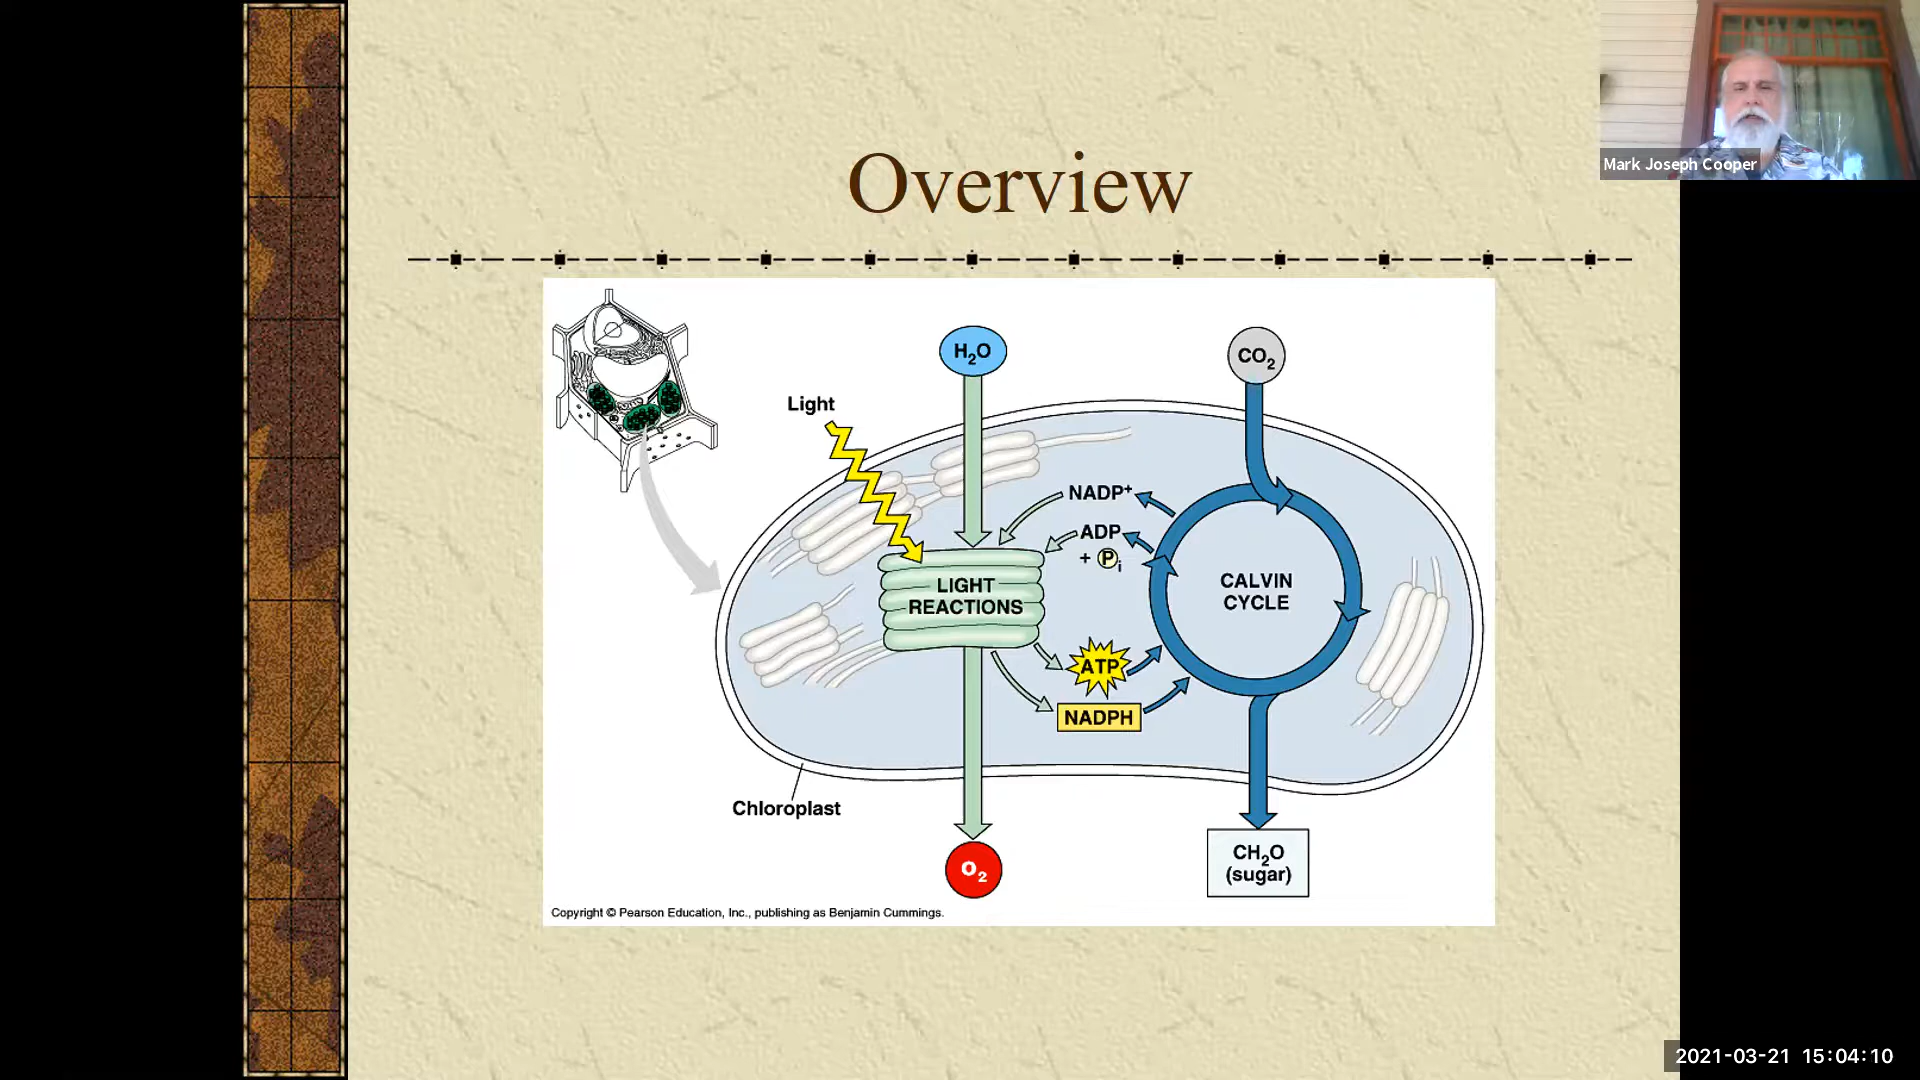 Mark Joseph Cooper
Overview
H₂O
CO₂
Light
NADP⁺
ADP
+ Pᵢ
LIGHT
REACTIONS
CALVIN
CYCLE
ATP
NADPH
Chloroplast
O₂
CH₂O
(sugar)
Copyright © Pearson Education, Inc., publishing as Benjamin Cummings.
2021-03-21 15:04:10